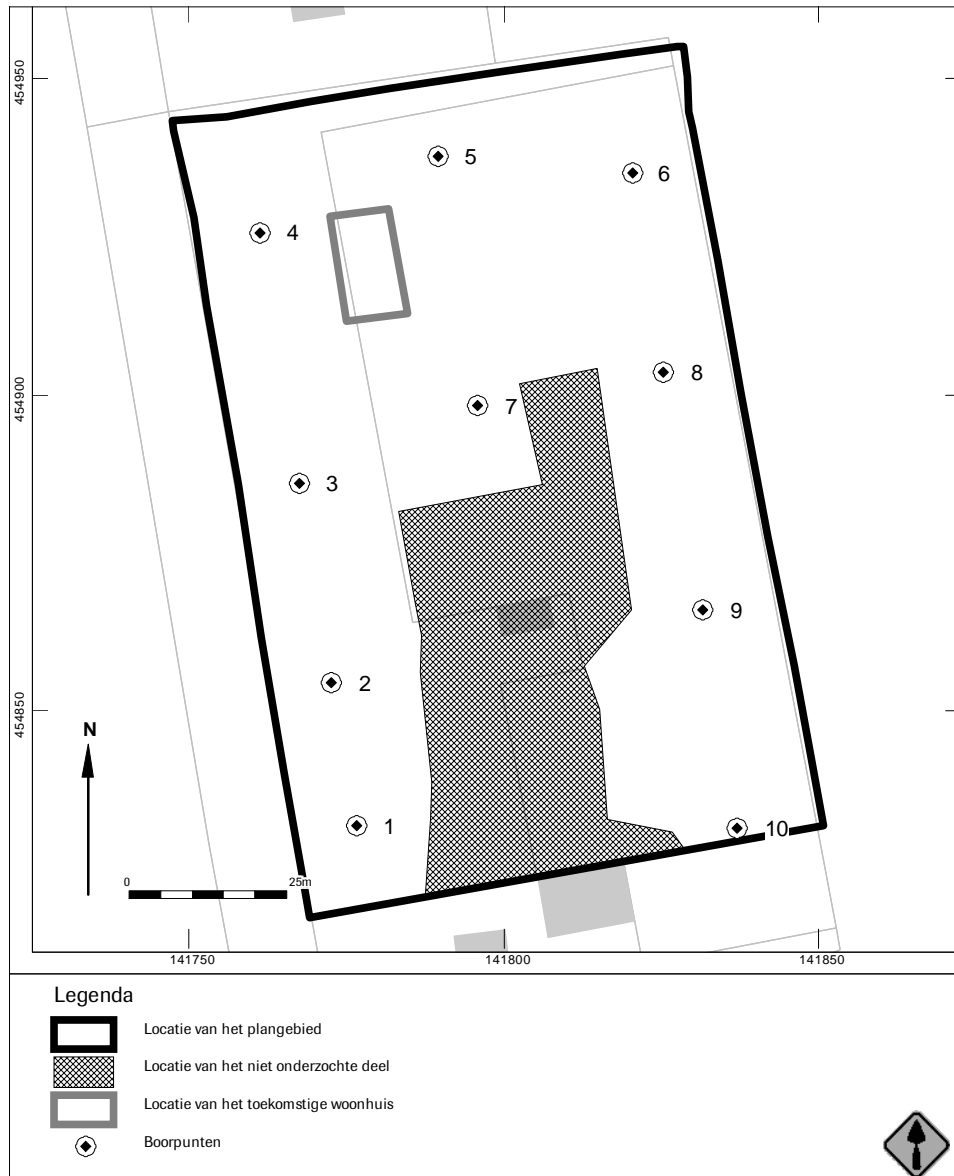 454950
5
6
4
8
454900
7
3
9
2
454850
N
1
10
0
25m
141750
141800
141850
Legenda
Locatie van het plangebied
Locatie van het niet onderzochte deel
Locatie van het toekomstige woonhuis
Boorpunten